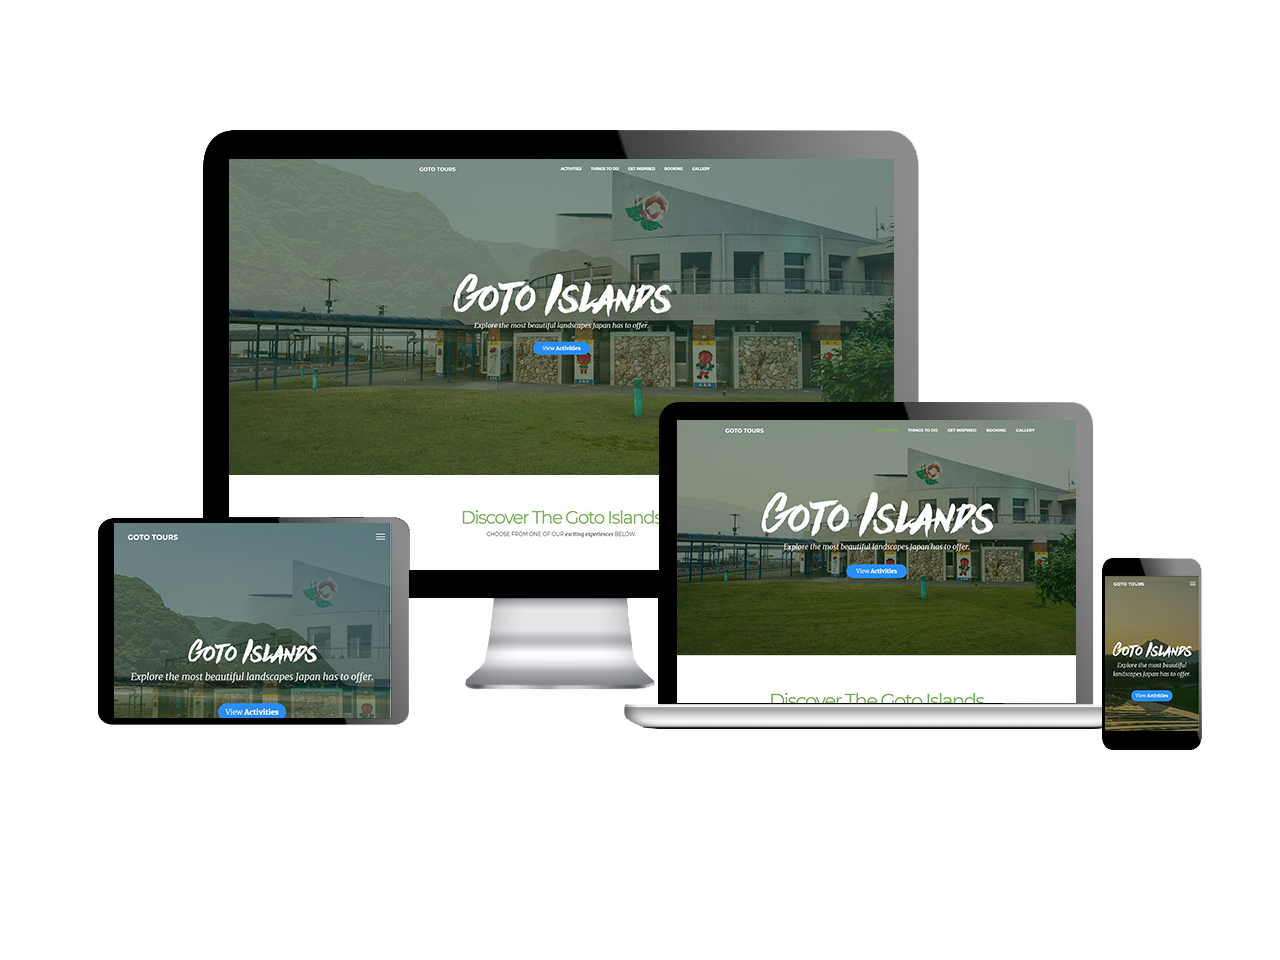 GOTO TOURS
ACTIVITIES THINGS TO DO GET INSPIRED BOOKING GALLERY
Goto Islands
Explore the most beautiful landscapes Japan has to offer.
View Activities
Discover The Goto Islands
CHOOSE FROM ONE OF OUR exciting experiences BELOW.
GOTO TOURS
ACTIVITIES THINGS TO DO GET INSPIRED BOOKING GALLERY
Goto Islands
Explore the most beautiful landscapes Japan has to offer.
View Activities
Discover The Goto Islands
GOTO TOURS
Goto Islands
Explore the most beautiful landscapes Japan has to offer.
View Activities
GOTO TOURS
Goto Islands
Explore the most beautiful
landscapes Japan has to offer.
View Activities